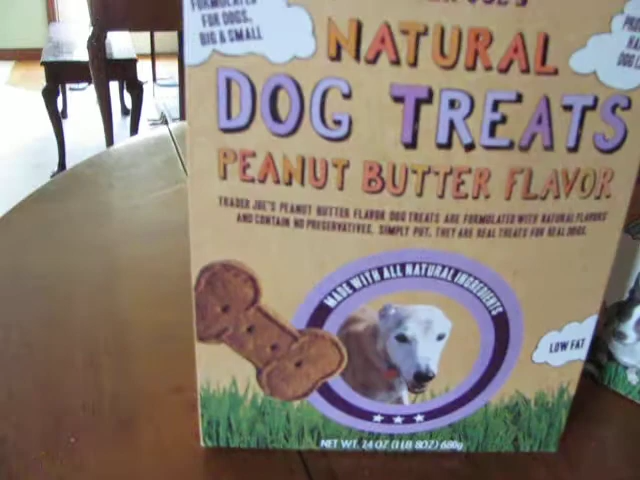 FORMULATED
FOR DOGS,
BIG & SMALL
JOE'S
NATURAL
DOG TREATS
PEANUT BUTTER FLAVOR
TRADER JOE'S PEANUT BUTTER FLAVOR DOG TREATS ARE FORMULATED WITH NATURAL FLAVORS
AND CONTAIN NO PRESERVATIVES. SIMPLY PUT, THEY ARE REAL TREATS FOR REAL DOGS.
MADE WITH ALL NATURAL INGREDIENTS
LOW FAT
NET WT. 24 OZ (1 LB 8OZ) 680g